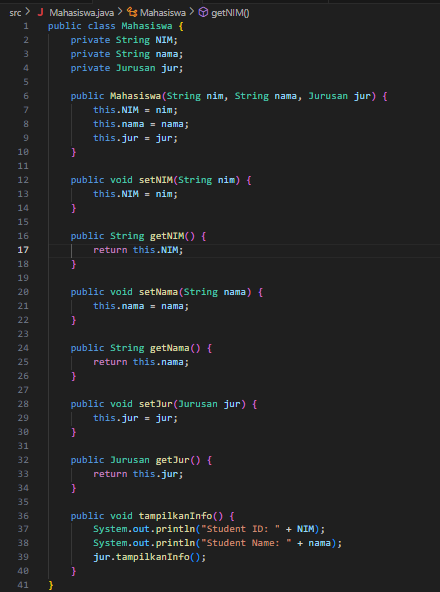 src > J Mahasiswa.java > Mahasiswa > getNIM()
1 public class Mahasiswa {
2     private String NIM;
3     private String nama;
4     private Jurusan jur;
5
6     public Mahasiswa(String nim, String nama, Jurusan jur) {
7         this.NIM = nim;
8         this.nama = nama;
9         this.jur = jur;
10     }
11
12     public void setNIM(String nim) {
13         this.NIM = nim;
14     }
15
16     public String getNIM() {
17         return this.NIM;
18     }
19
20     public void setNama(String nama) {
21         this.nama = nama;
22     }
23
24     public String getNama() {
25         return this.nama;
26     }
27
28     public void setJur(Jurusan jur) {
29         this.jur = jur;
30     }
31
32     public Jurusan getJur() {
33         return this.jur;
34     }
35
36     public void tampilkanInfo() {
37         System.out.println("Student ID: " + NIM);
38         System.out.println("Student Name: " + nama);
39         jur.tampilkanInfo();
40     }
41 }